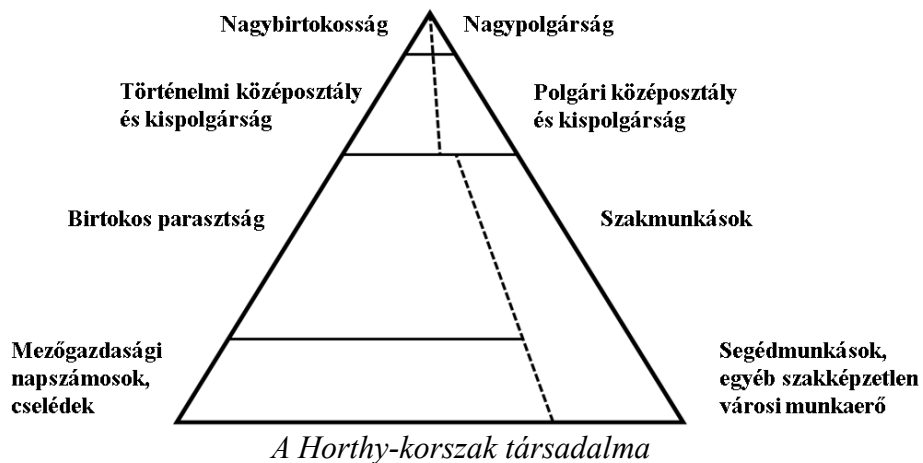 Nagybirtokosság
Nagypolgárság
Történelmi középosztály
és kispolgárság
Polgári középosztály
és kispolgárság
Birtokos parasztság
Szakmunkások
Mezőgazdasági
napszámosok,
cselédek
Segédmunkások,
egyéb szakképzetlen
városi munkaerő
A Horthy-korszak társadalma